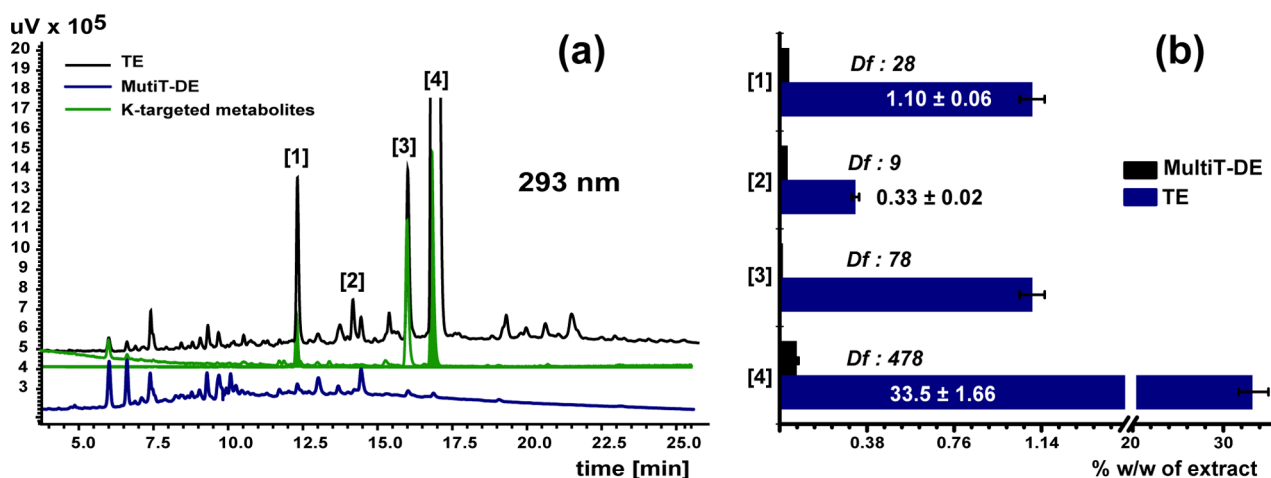 uV x 10⁵
(a)
TE
MutiT-DE
K-targeted metabolites
[1]
[2]
[3]
[4]
293 nm
20
19
18
17
16
15
14
13
12
11
10
9
8
7
6
5
4
3
5.0 7.5 10.0 12.5 15.0 17.5 20.0 22.5 25.0
time [min]
(b)
[1]
Df : 28
1.10 ± 0.06
[2]
Df : 9
0.33 ± 0.02
MultiT-DE
TE
[3]
Df : 78
[4]
Df : 478
33.5 ± 1.66
0.38 0.76 1.14 20 30
% w/w of extract